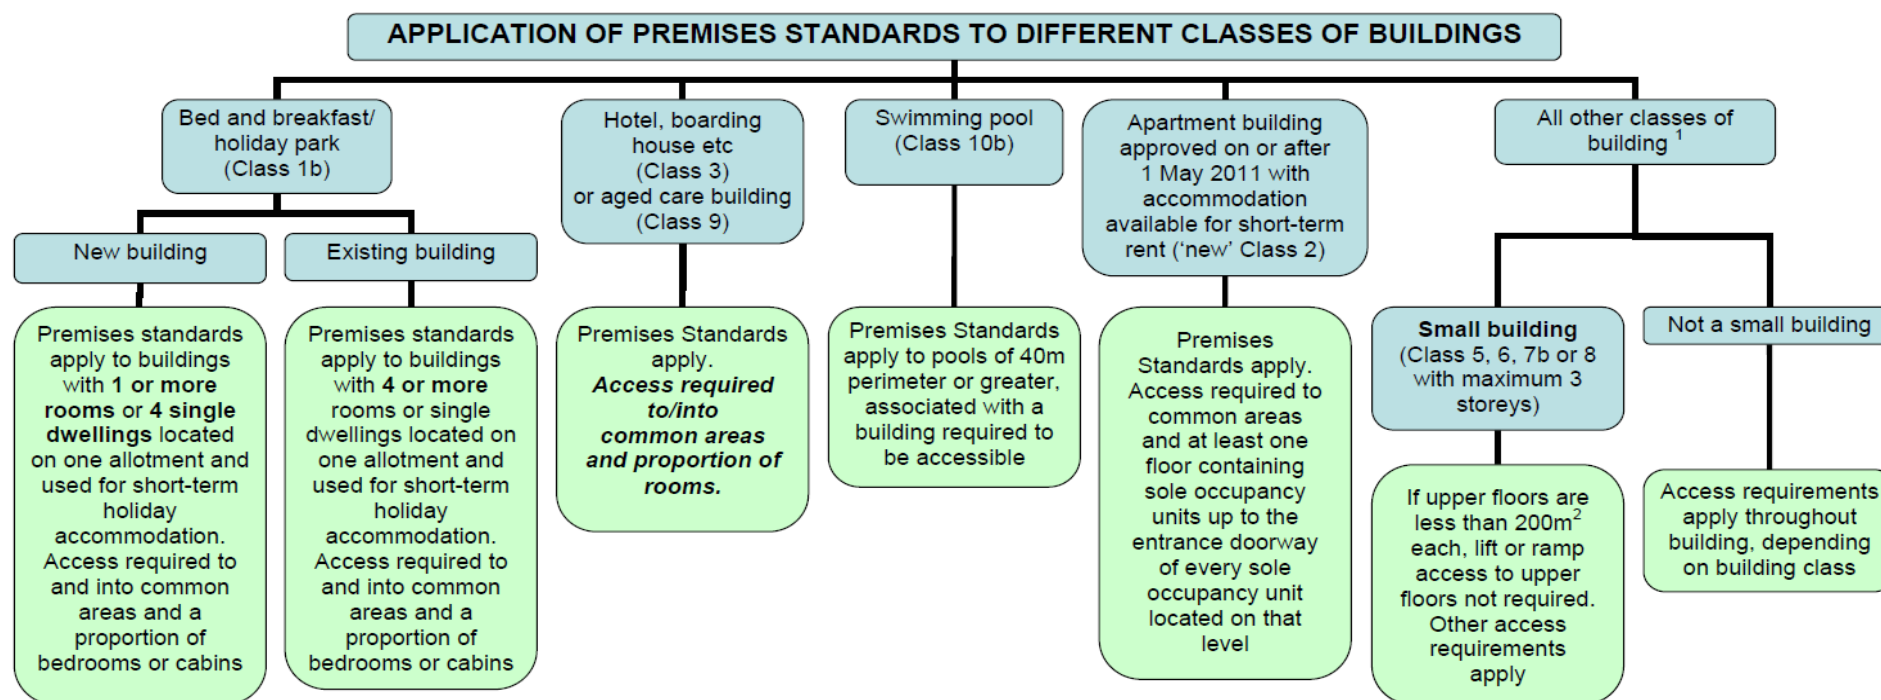 APPLICATION OF PREMISES STANDARDS TO DIFFERENT CLASSES OF BUILDINGS
Bed and breakfast/
holiday park
(Class 1b)
New building
Premises standards
apply to buildings
with 1 or more
rooms or 4 single
dwellings located
on one allotment and
used for short-term
holiday
accommodation.
Access required to
and into common
areas and a
proportion of
bedrooms or cabins
Existing building
Premises standards
apply to buildings
with 4 or more
rooms or single
dwellings located on
one allotment and
used for short-term
holiday
accommodation.
Access required to
and into common
areas and a
proportion of
bedrooms or cabins
Hotel, boarding
house etc
(Class 3)
or aged care building
(Class 9)
Premises Standards
apply.
Access required
to/into
common areas
and proportion of
rooms.
Swimming pool
(Class 10b)
Premises Standards
apply to pools of 40m
perimeter or greater,
associated with a
building required to
be accessible
Apartment building
approved on or after
1 May 2011 with
accommodation
available for short-term
rent (‘new’ Class 2)
Premises
Standards apply.
Access required to
common areas
and at least one
floor containing
sole occupancy
units up to the
entrance doorway
of every sole
occupancy unit
located on that
level
All other classes of
building ¹
Small building
(Class 5, 6, 7b or 8
with maximum 3
storeys)
If upper floors are
less than 200m²
each, lift or ramp
access to upper
floors not required.
Other access
requirements
apply
Not a small building
Access requirements
apply throughout
building, depending
on building class